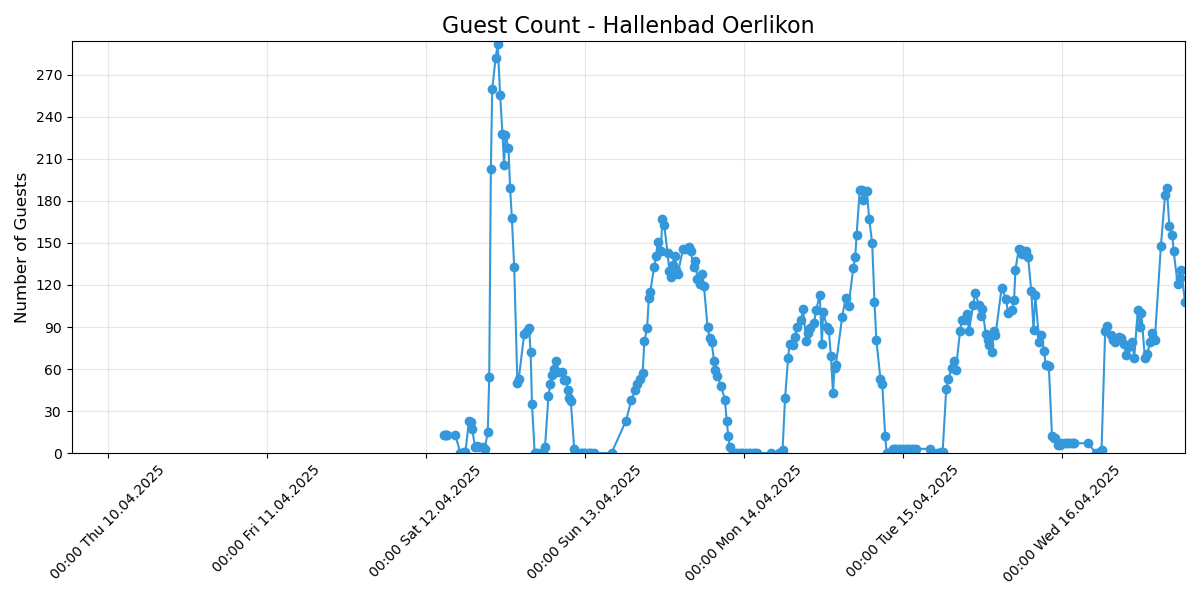 Guest Count - Hallenbad Oerlikon
Number of Guests
270
240
210
180
150
120
90
60
30
0
00:00 Thu 10.04.2025
00:00 Fri 11.04.2025
00:00 Sat 12.04.2025
00:00 Sun 13.04.2025
00:00 Mon 14.04.2025
00:00 Tue 15.04.2025
00:00 Wed 16.04.2025